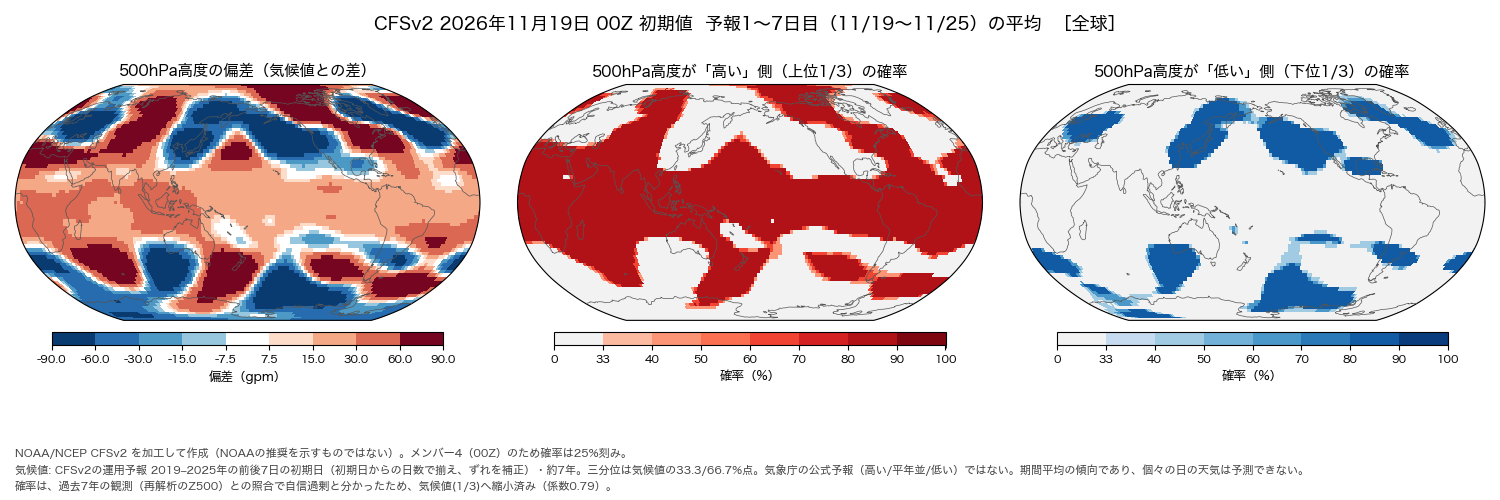 CFSv2 2026年11月19日 00Z 初期値 予報1～7日目（11/19～11/25）の平均 ［全球］
500hPa高度の偏差（気候値との差）
500hPa高度が「高い」側（上位1/3）の確率
500hPa高度が「低い」側（下位1/3）の確率
-90.0 -60.0 -30.0 -15.0 -7.5 7.5 15.0 30.0 60.0 90.0
偏差（gpm）
0 33 40 50 60 70 80 90 100
確率（%）
0 33 40 50 60 70 80 90 100
確率（%）
NOAA/NCEP CFSv2 を加工して作成（NOAAの推奨を示すものではない）。メンバー4（00Z）のため確率は25%刻み。
気候値: CFSv2の運用予報 2019–2025年の前後7日の初期日（初期日からの日数で揃え、ずれを補正）・約7年。三分位は気候値の33.3/66.7%点。気象庁の公式予報（高い/平年並/低い）ではない。期間平均の傾向であり、個々の日の天気は予測できない。
確率は、過去7年の観測（再解析のZ500）との照合で自信過剰と分かったため、気候値(1/3)へ縮小済み（係数0.79）。